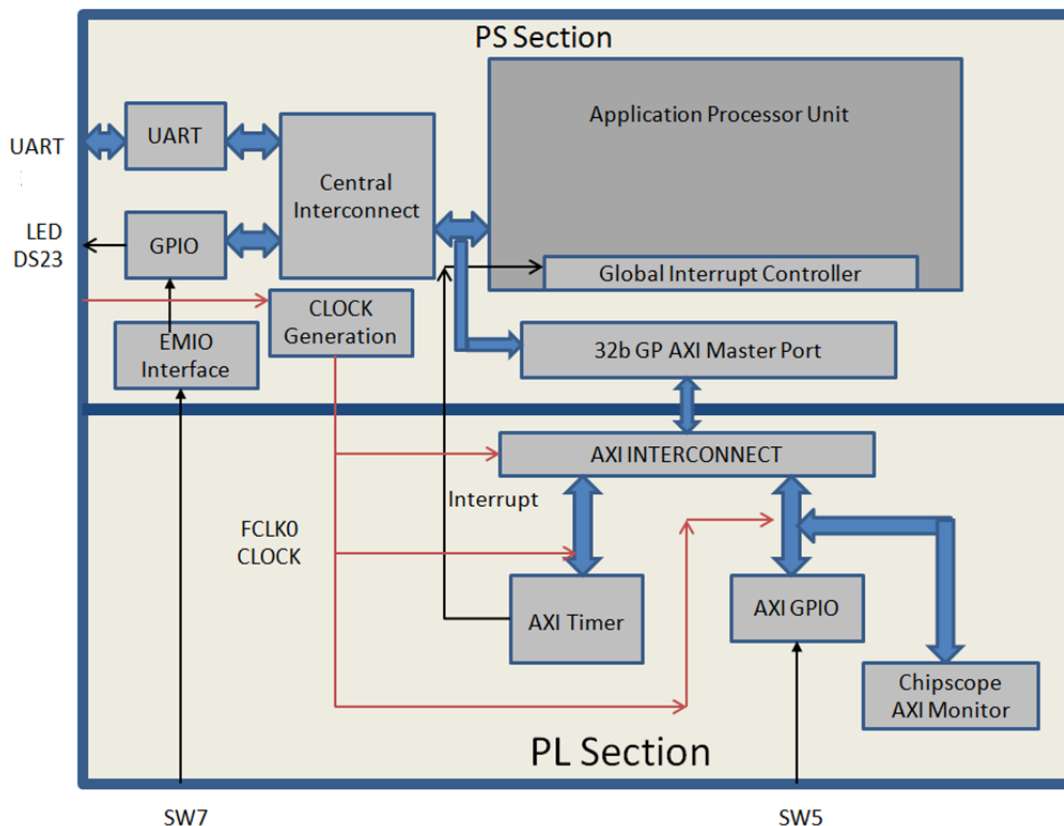 PS Section
Application Processor Unit
UART
UART
Central
Interconnect
LED
DS23
GPIO
Global Interrupt Controller
CLOCK
Generation
EMIO
Interface
32b GP AXI Master Port
AXI INTERCONNECT
Interrupt
FCLK0
CLOCK
AXI Timer
AXI GPIO
Chipscope
AXI Monitor
PL Section
SW7
SW5